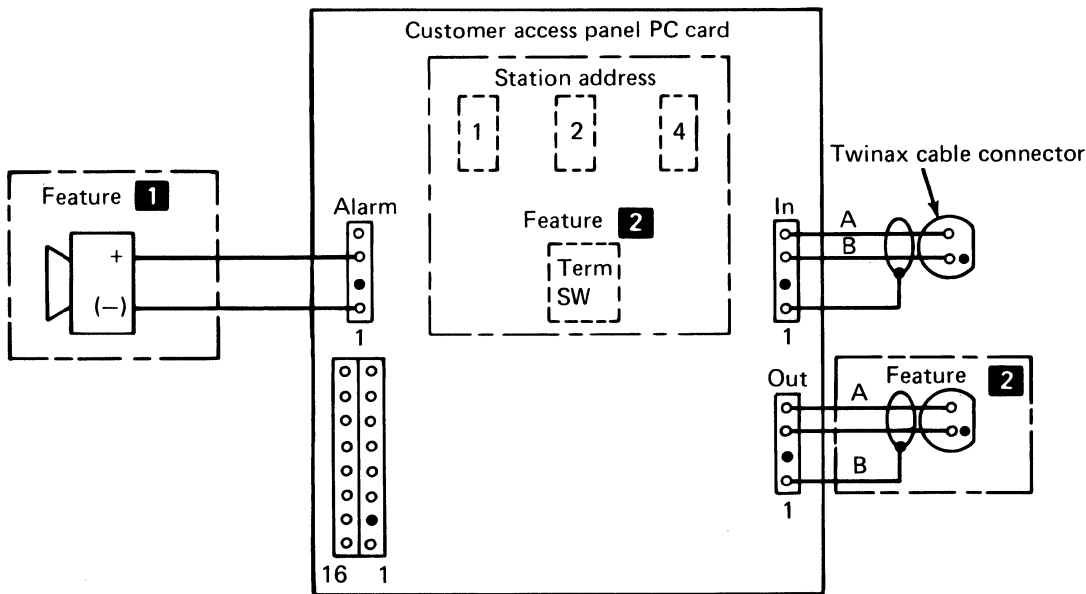 Customer access panel PC card
Station address
1 2 4
Twinax cable connector
Feature 1
Alarm
Feature 2
In
A
B
+
Term
SW
(—)
1
1
Out
Feature 2
A
B
1
16 1